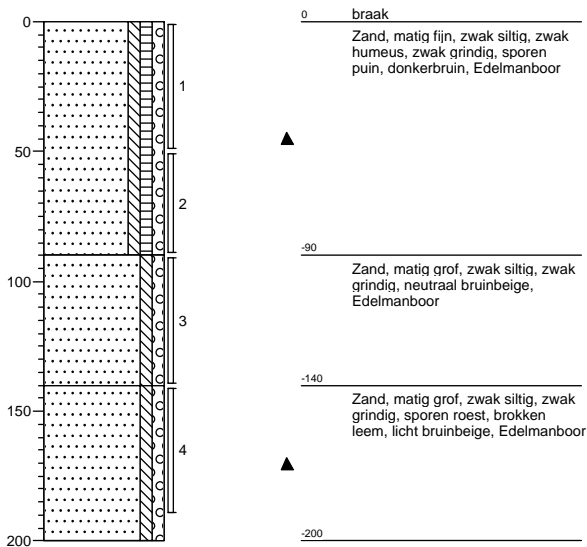 0
50
100
150
200
1
2
3
4
0 braak
Zand, matig fijn, zwak siltig, zwak
humeus, zwak grindig, sporen
puin, donkerbruin, Edelmanboor
-90
Zand, matig grof, zwak siltig, zwak
grindig, neutraal bruinbeige,
Edelmanboor
-140
Zand, matig grof, zwak siltig, zwak
grindig, sporen roest, brokken
leem, licht bruinbeige, Edelmanboor
-200